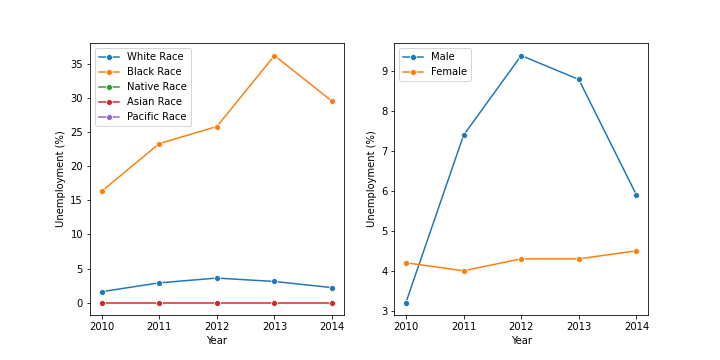 White Race
Black Race
Native Race
Asian Race
Pacific Race
35
30
25
20
15
10
5
0
Unemployment (%)
2010 2011 2012 2013 2014
Year
Male
Female
9
8
7
6
5
4
3
Unemployment (%)
2010 2011 2012 2013 2014
Year